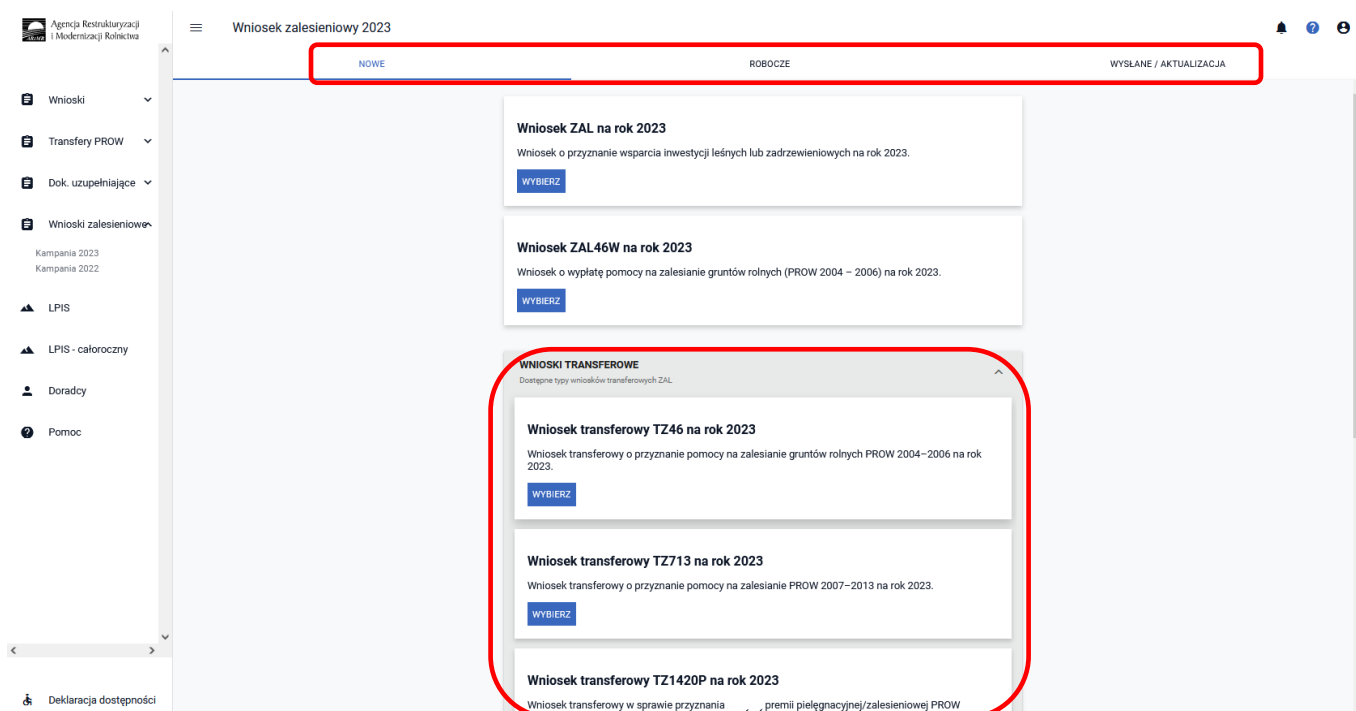 Agencja Restrukturyzacji
i Modernizacji Rolnictwa
ARiMR
Wniosek zalesieniowy 2023
NOWE
ROBOCZE
WYSŁANE / AKTUALIZACJA
Wnioski
Transfery PROW
Dok. uzupełniające
Wnioski zalesieniowe
Kampania 2023
Kampania 2022
LPIS
LPIS - całoroczny
Doradcy
Pomoc
Deklaracja dostępności
Wniosek ZAL na rok 2023
Wniosek o przyznanie wsparcia inwestycji leśnych lub zadrzewieniowych na rok 2023.
WYBIERZ
Wniosek ZAL46W na rok 2023
Wniosek o wypłatę pomocy na zalesianie gruntów rolnych (PROW 2004 – 2006) na rok 2023.
WYBIERZ
WNIOSKI TRANSFEROWE
Dostępne typy wniosków transferowych ZAL
Wniosek transferowy TZ46 na rok 2023
Wniosek transferowy o przyznanie pomocy na zalesianie gruntów rolnych PROW 2004–2006 na rok
2023.
WYBIERZ
Wniosek transferowy TZ713 na rok 2023
Wniosek transferowy o przyznanie pomocy na zalesianie PROW 2007–2013 na rok 2023.
WYBIERZ
Wniosek transferowy TZ1420P na rok 2023
Wniosek transferowy w sprawie przyznania premii pielęgnacyjnej/zalesieniowej PROW